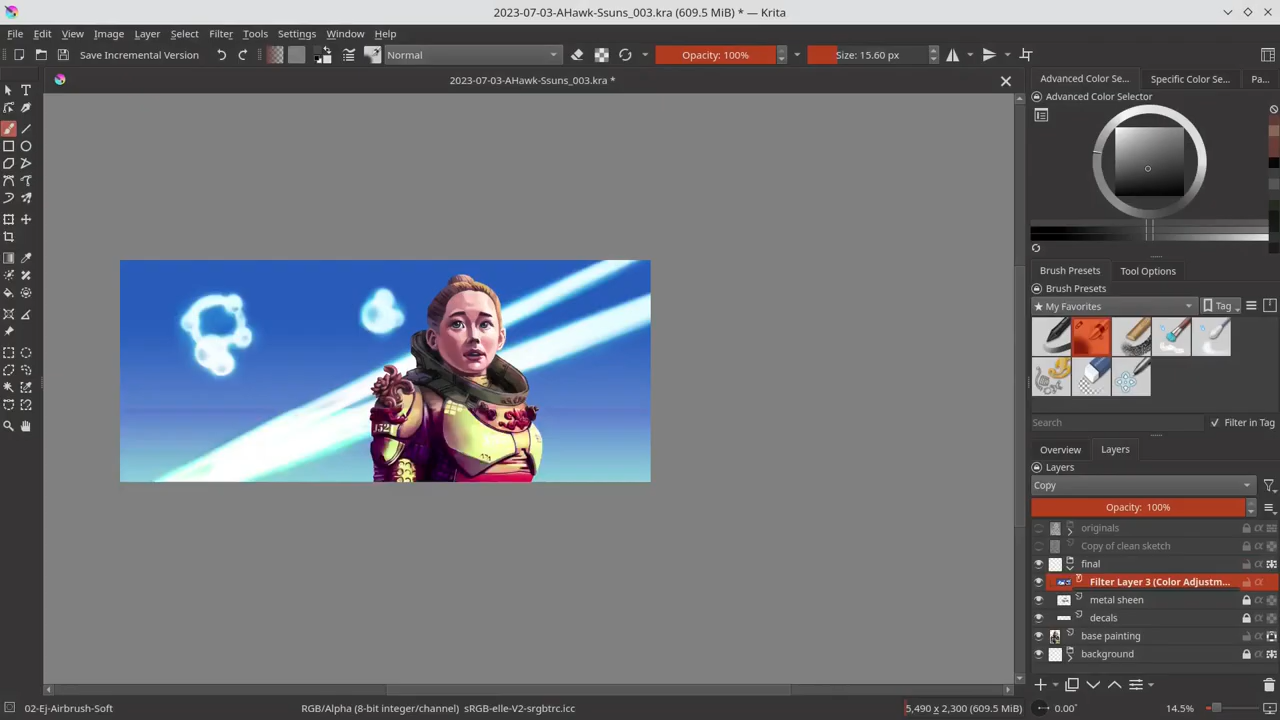 2023-07-03-AHawk-Ssuns_003.kra (609.5 MiB) * — Krita
File Edit View Image Layer Select Filter Tools Settings Window Help
Save Incremental Version Normal Opacity: 100% Size: 15.60 px
2023-07-03-AHawk-Ssuns_003.kra *
Advanced Color Se... Specific Color Se... Pa...
Advanced Color Selector
Brush Presets Tool Options
Brush Presets
★ My Favorites Tag
Search Filter in Tag
Overview Layers
Layers
Copy
Opacity: 100%
originals
Copy of clean sketch
final
Filter Layer 3 (Color Adjustm...
metal sheen
decals
base painting
background
02-Ej-Airbrush-Soft RGB/Alpha (8-bit integer/channel) sRGB-elle-V2-srgbtrc.icc 5,490 x 2,300 (609.5 MiB) 0.00° 14.5%